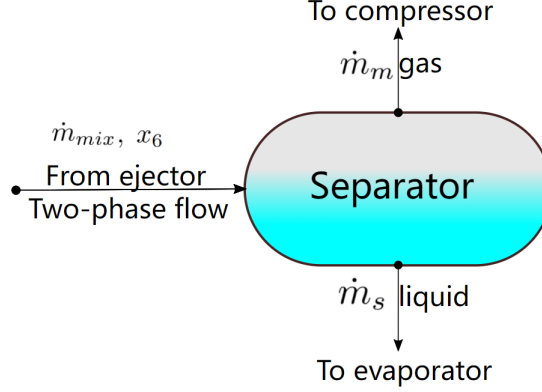 To compressor
ṁ_m gas
ṁ_mix, x_6
From ejector
Two-phase flow
Separator
ṁ_s liquid
To evaporator